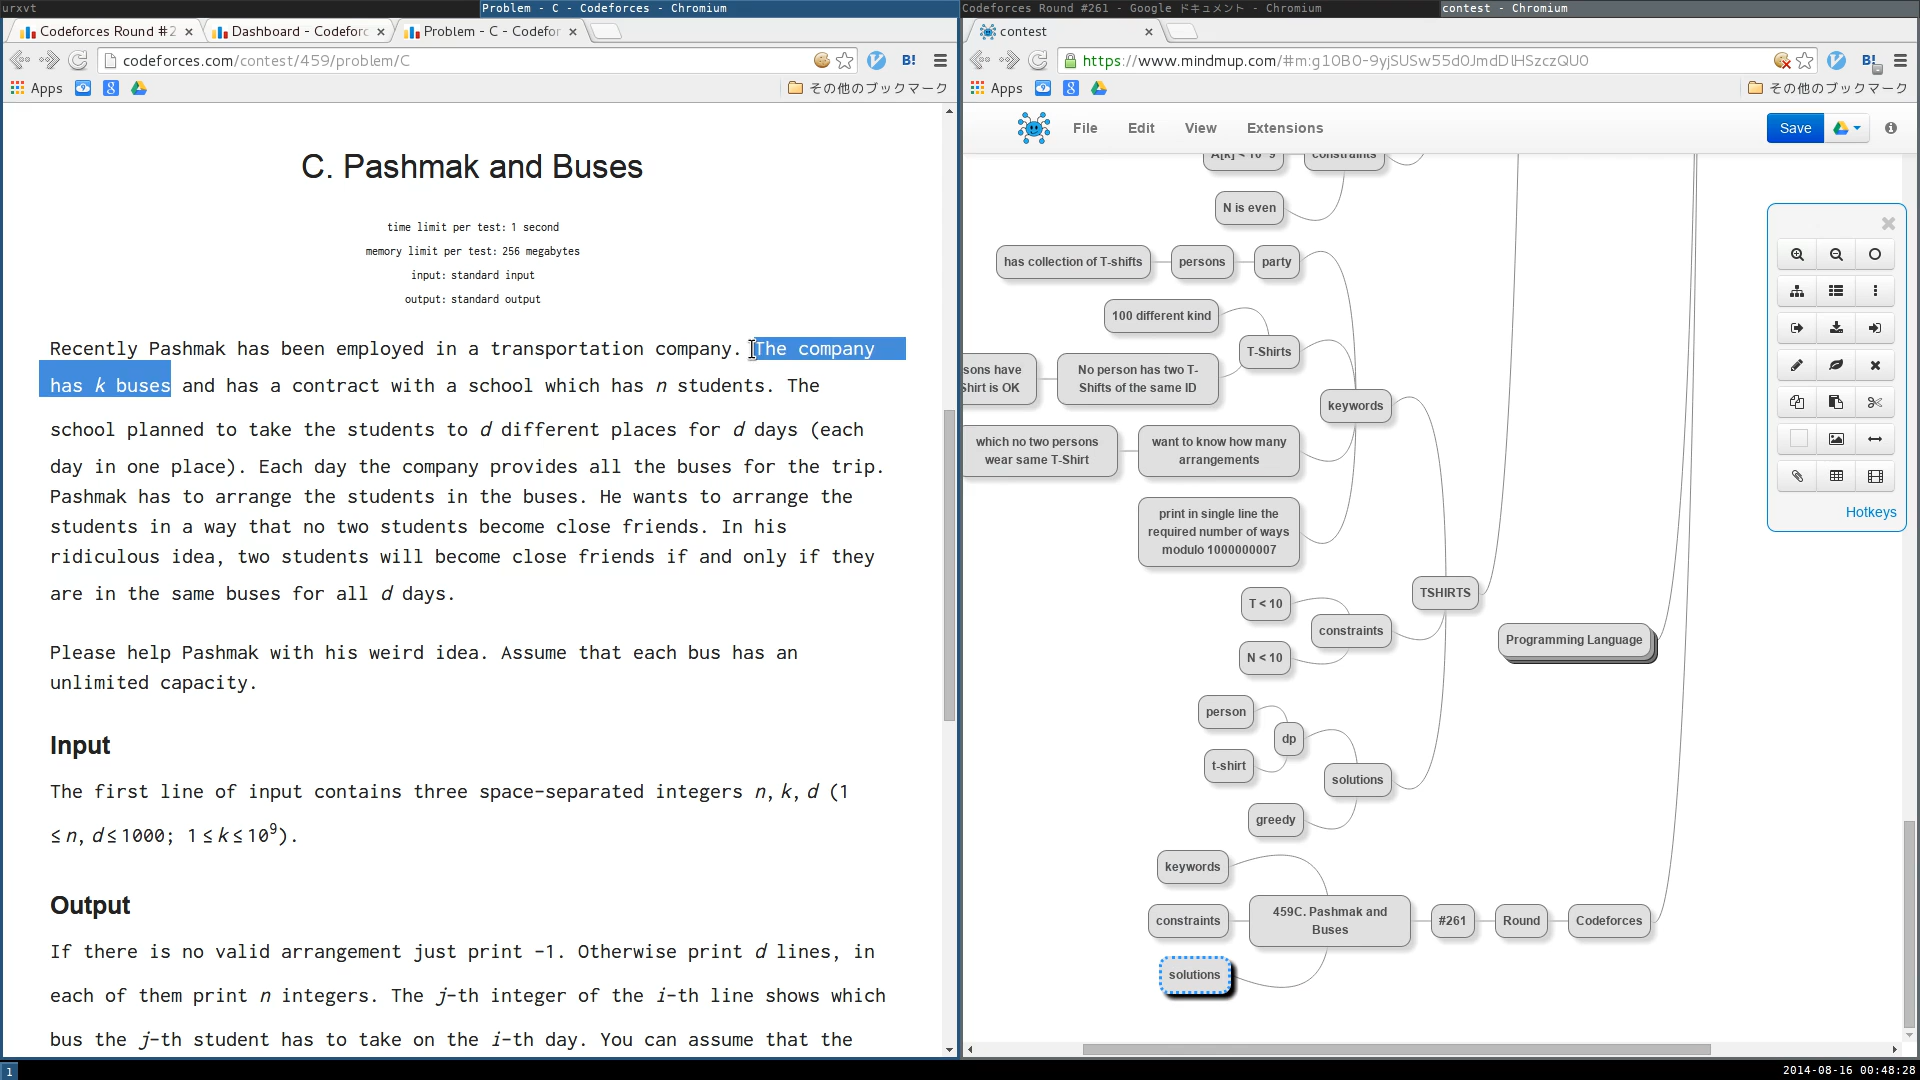 urxvt
Problem - C - Codeforces - Chromium
Codeforces Round #261 - Google ドキュメント - Chromium
contest - Chromium
Codeforces Round #2
Dashboard - Codeforc
Problem - C - Codefor
codeforces.com/contest/459/problem/C
B!
Apps
その他のブックマーク
C. Pashmak and Buses
time limit per test: 1 second
memory limit per test: 256 megabytes
input: standard input
output: standard output
Recently Pashmak has been employed in a transportation company. The company
has k buses and has a contract with a school which has n students. The
school planned to take the students to d different places for d days (each
day in one place). Each day the company provides all the buses for the trip.
Pashmak has to arrange the students in the buses. He wants to arrange the
students in a way that no two students become close friends. In his
ridiculous idea, two students will become close friends if and only if they
are in the same buses for all d days.
Please help Pashmak with his weird idea. Assume that each bus has an
unlimited capacity.
Input
The first line of input contains three space-separated integers n, k, d (1
≤ n, d ≤ 1000; 1 ≤ k ≤ 10⁹).
Output
If there is no valid arrangement just print -1. Otherwise print d lines, in
each of them print n integers. The j-th integer of the i-th line shows which
bus the j-th student has to take on the i-th day. You can assume that the
contest
https://www.mindmup.com/#m:g10B0-9yjSUSw55d0JmdDlHSzczQU0
B!
Apps
その他のブックマーク
File
Edit
View
Extensions
Save
constraints
N is even
has collection of T-shifts
persons
party
100 different kind
T-Shirts
sons have
Shirt is OK
No person has two T-
Shifts of the same ID
keywords
which no two persons
wear same T-Shirt
want to know how many
arrangements
print in single line the
required number of ways
modulo 1000000007
TSHIRTS
T < 10
constraints
N < 10
Programming Language
person
dp
t-shirt
solutions
greedy
keywords
constraints
459C. Pashmak and
Buses
#261
Round
Codeforces
solutions
Hotkeys
1
2014-08-16 00:48:28